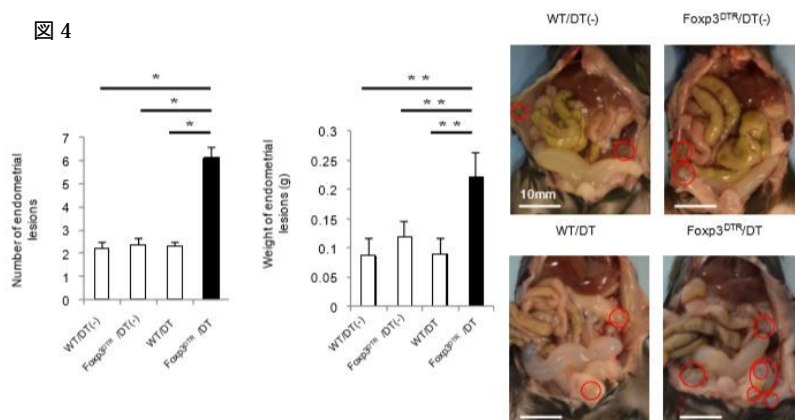 図 4
*
*
*
Number of endometrial
lesions
7
6
5
4
3
2
1
0
WT/DT(-)
Foxp3DTR /DT(-)
WT/DT
Foxp3DTR /DT
* *
* *
* *
Weight of endometrial
lesions (g)
0.3
0.25
0.2
0.15
0.1
0.05
0
WT/DT(-)
Foxp3DTR /DT(-)
WT/DT
Foxp3DTR /DT
WT/DT(-)
Foxp3DTR/DT(-)
10mm
WT/DT
Foxp3DTR/DT